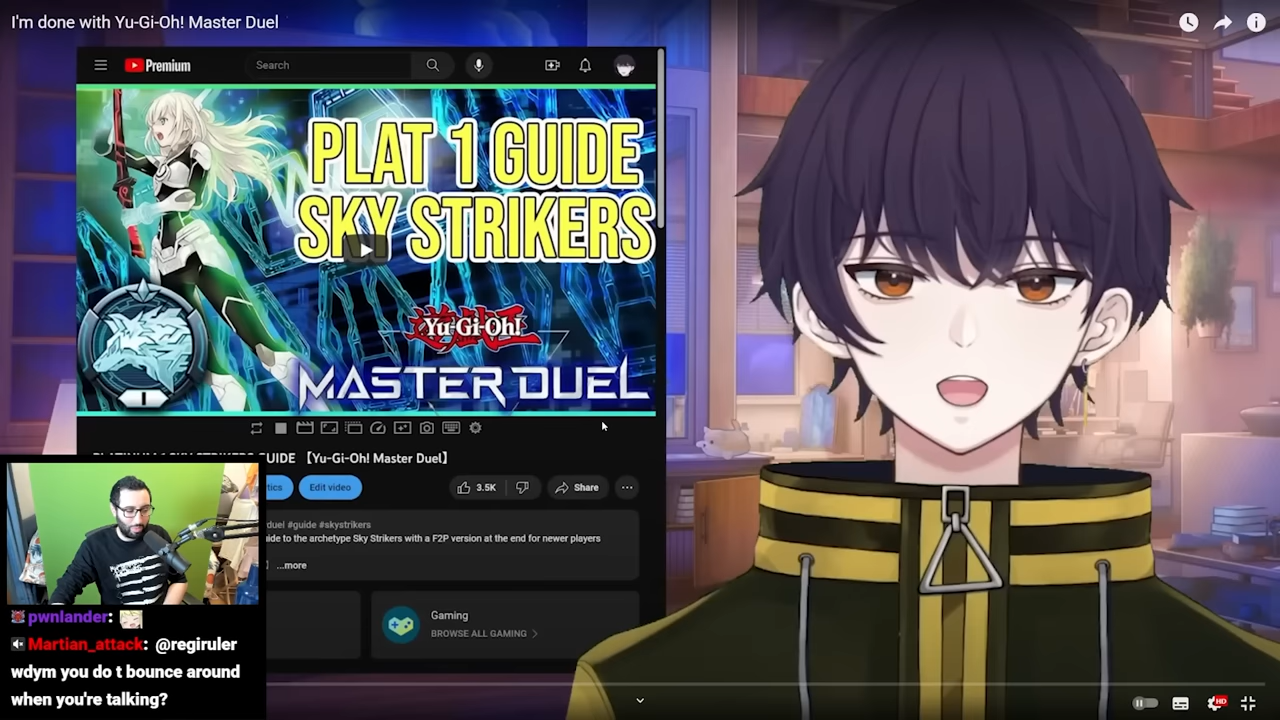 I'm done with Yu-Gi-Oh! Master Duel
Premium
Search
PLAT 1 GUIDE
SKY STRIKERS
Yu-Gi-Oh!
MASTER DUEL
I
GUIDE 【Yu-Gi-Oh! Master Duel】
tics
Edit video
3.5K
Share
duel #guide #skystrikers
ide to the archetype Sky Strikers with a F2P version at the end for newer players
...more
Gaming
BROWSE ALL GAMING
pwnlander:
Martian_attack: @regiruler
wdym you do t bounce around
when you're talking?
HD